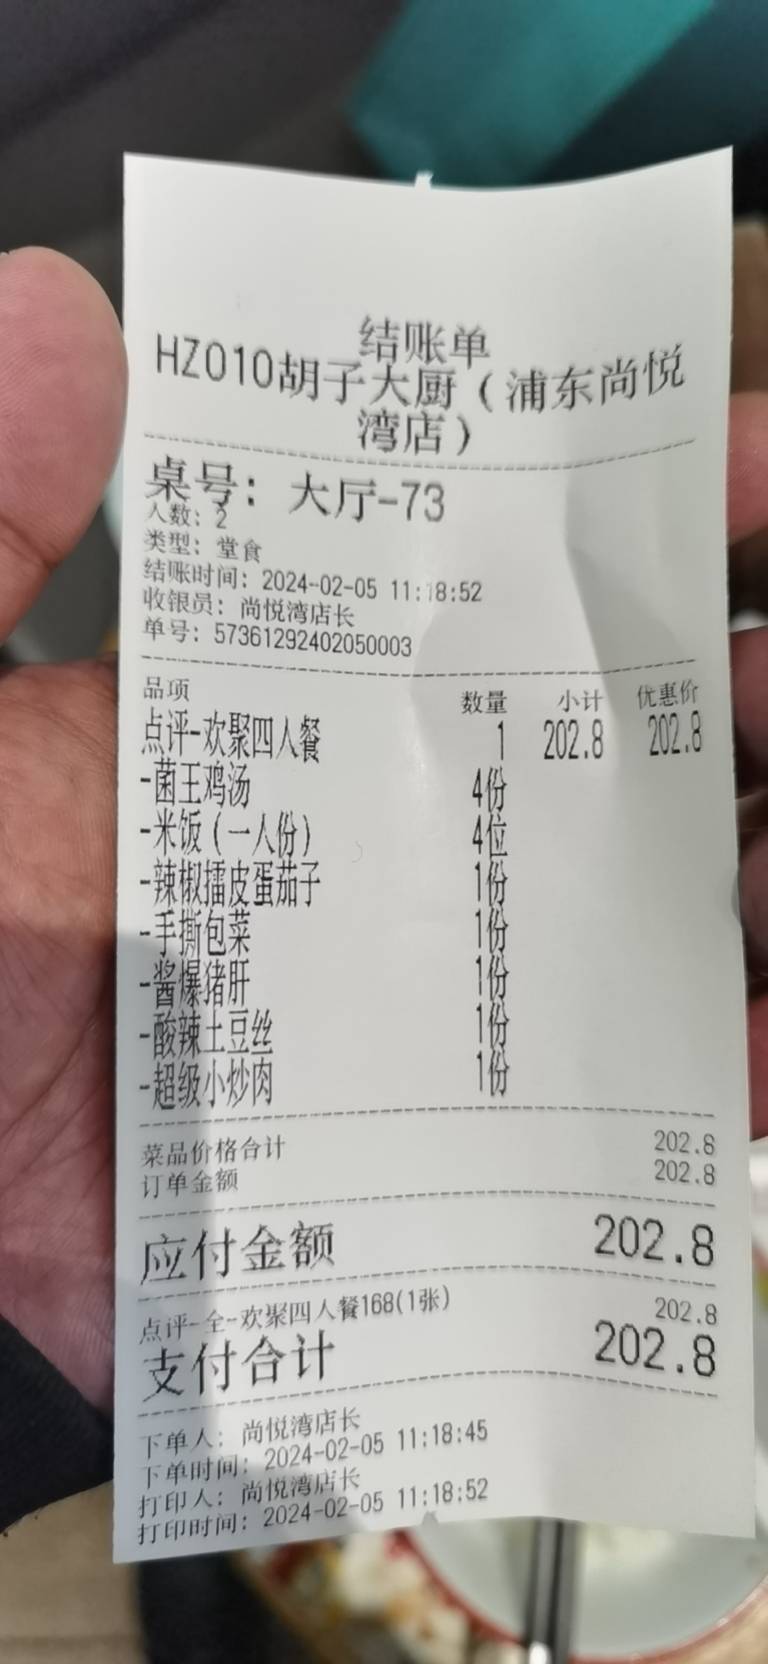 结账单
HZ010胡子大厨（浦东尚悦
湾店）
桌号：大厅-73
人数：2
类型：堂食
结账时间：2024-02-05 11:18:52
收银员：尚悦湾店长
单号：573612924020500​03
品项 数量 小计 优惠价
点评-欢聚四人餐 1 202.8 202.8
-菌王鸡汤 4份
-米饭（一人份） 4位
-辣椒擂皮蛋茄子 1份
-手撕包菜 1份
-酱爆猪肝 1份
-酸辣土豆丝 1份
-超级小炒肉 1份
菜品价格合计 202.8
订单金额 202.8
应付金额 202.8
点评-全-欢聚四人餐168(1张) 202.8
支付合计 202.8
下单人：尚悦湾店长
下单时间：2024-02-05 11:18:45
打印人：尚悦湾店长
打印时间：2024-02-05 11:18:52